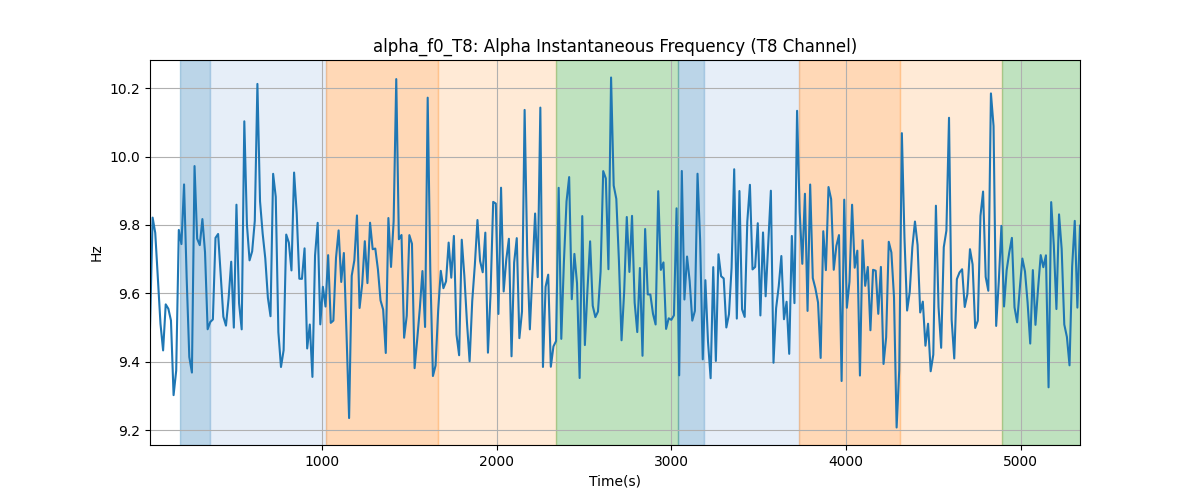 alpha_f0_T8: Alpha Instantaneous Frequency (T8 Channel)
10.2
10.0
9.8
9.6
9.4
9.2
Hz
1000 2000 3000 4000 5000
Time(s)